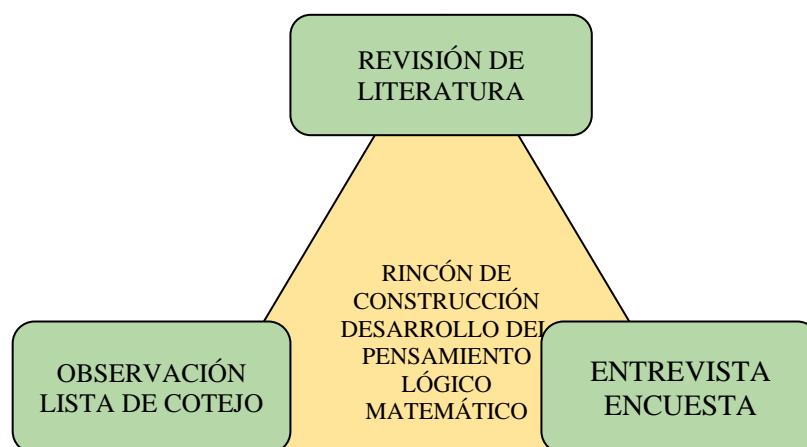 REVISIÓN DE
LITERATURA
RINCÓN DE
CONSTRUCCIÓN
DESARROLLO DEL
PENSAMIENTO
LÓGICO
MATEMÁTICO
OBSERVACIÓN
LISTA DE COTEJO
ENTREVISTA
ENCUESTA